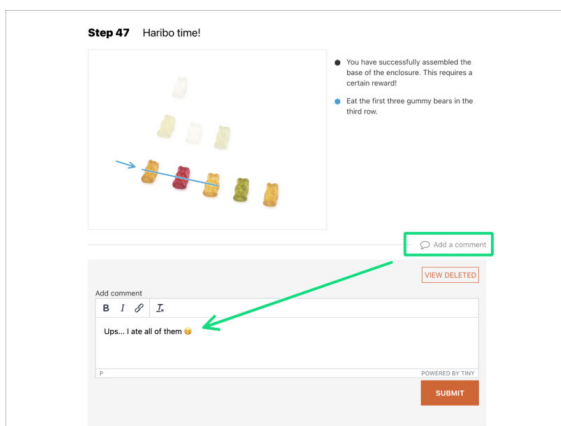 Step 47 Haribo time!
You have successfully assembled the
base of the enclosure. This requires a
certain reward!
Eat the first three gummy bears in the
third row.
Add a comment
VIEW DELETED
Add comment
B I
Ups... I ate all of them 😚
P
POWERED BY TINY
SUBMIT